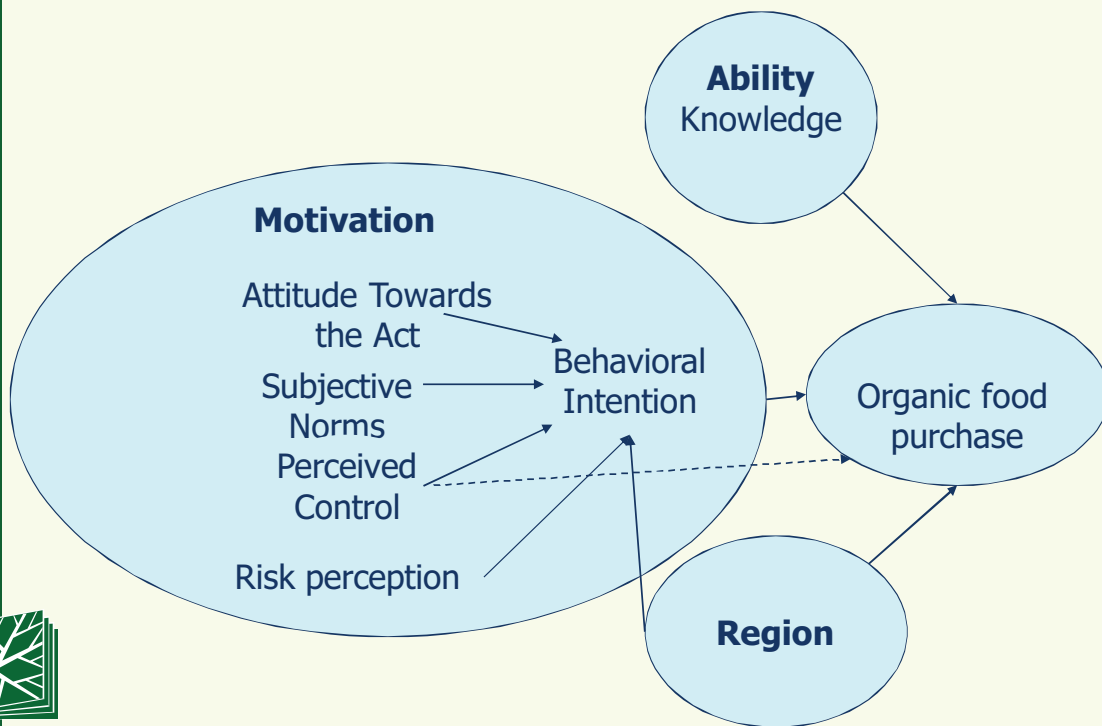 Ability
Knowledge
Motivation
Attitude Towards
the Act
Subjective
Norms
Perceived
Control
Risk perception
Behavioral
Intention
Organic food
purchase
Region